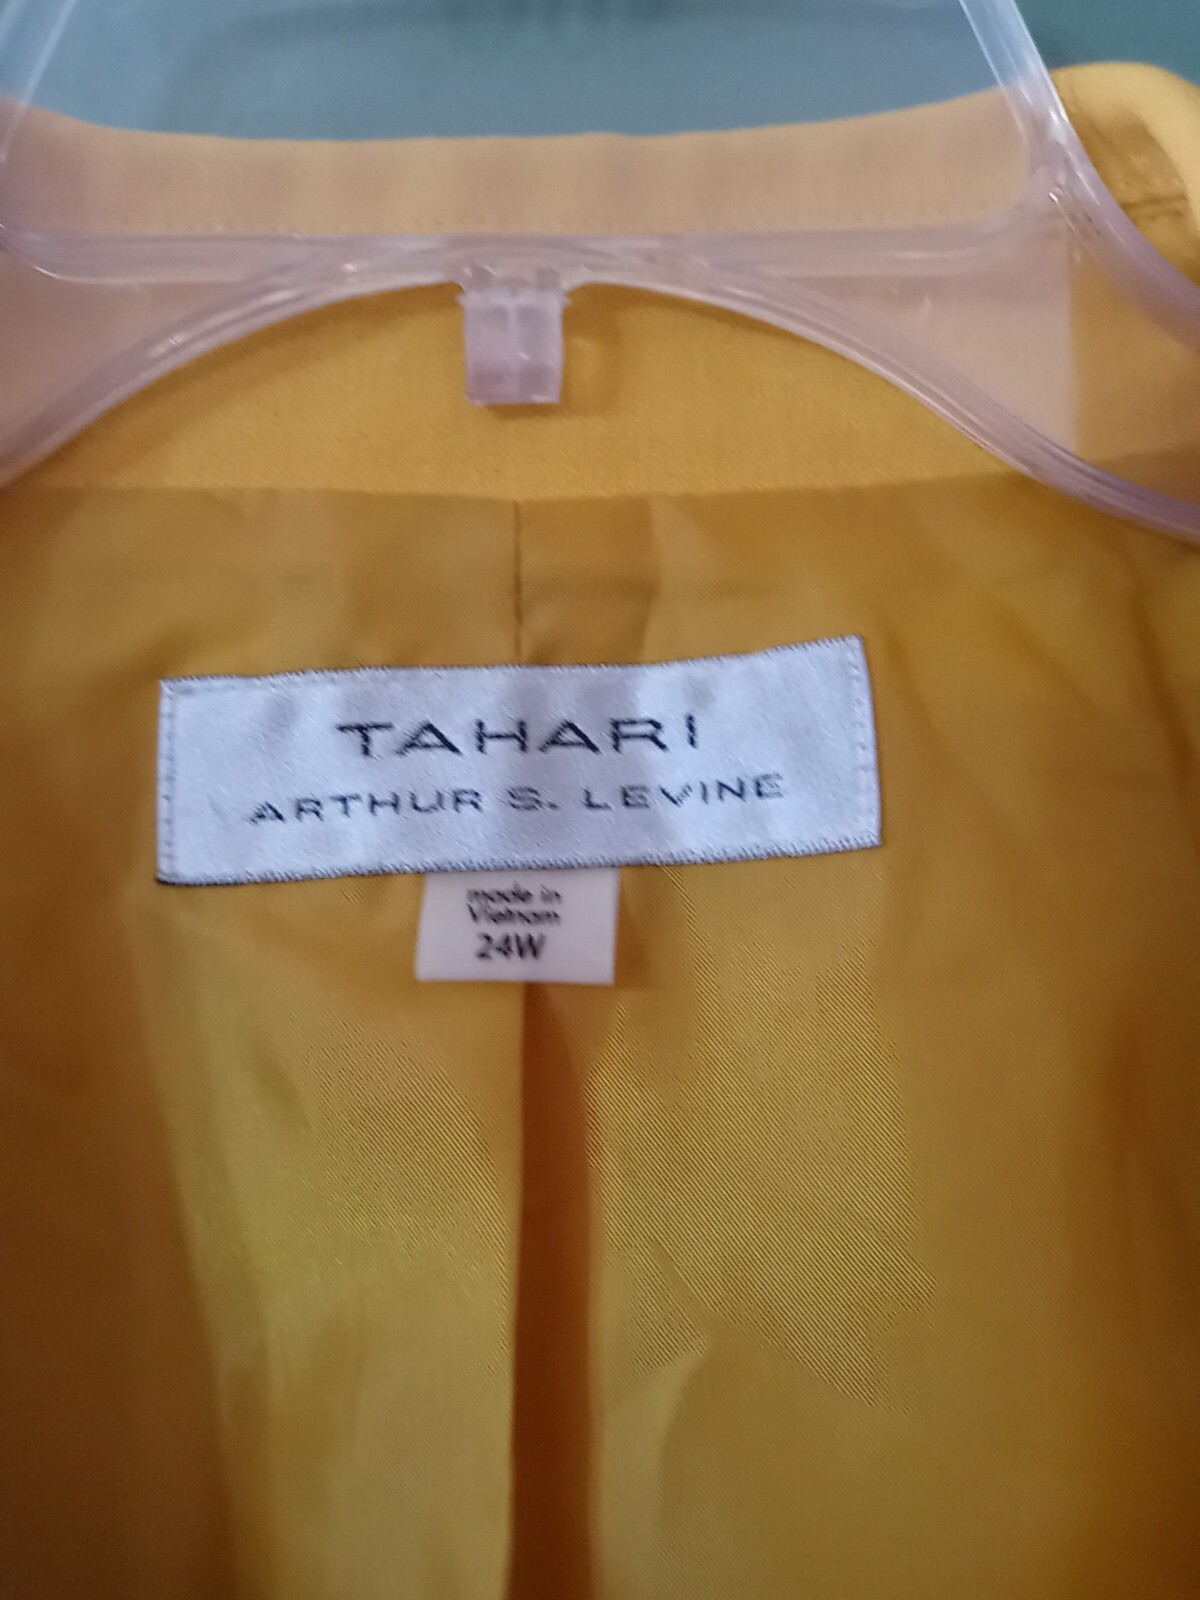 TAHARI
ARTHUR S. LEVINE
made in
Vietnam
24W